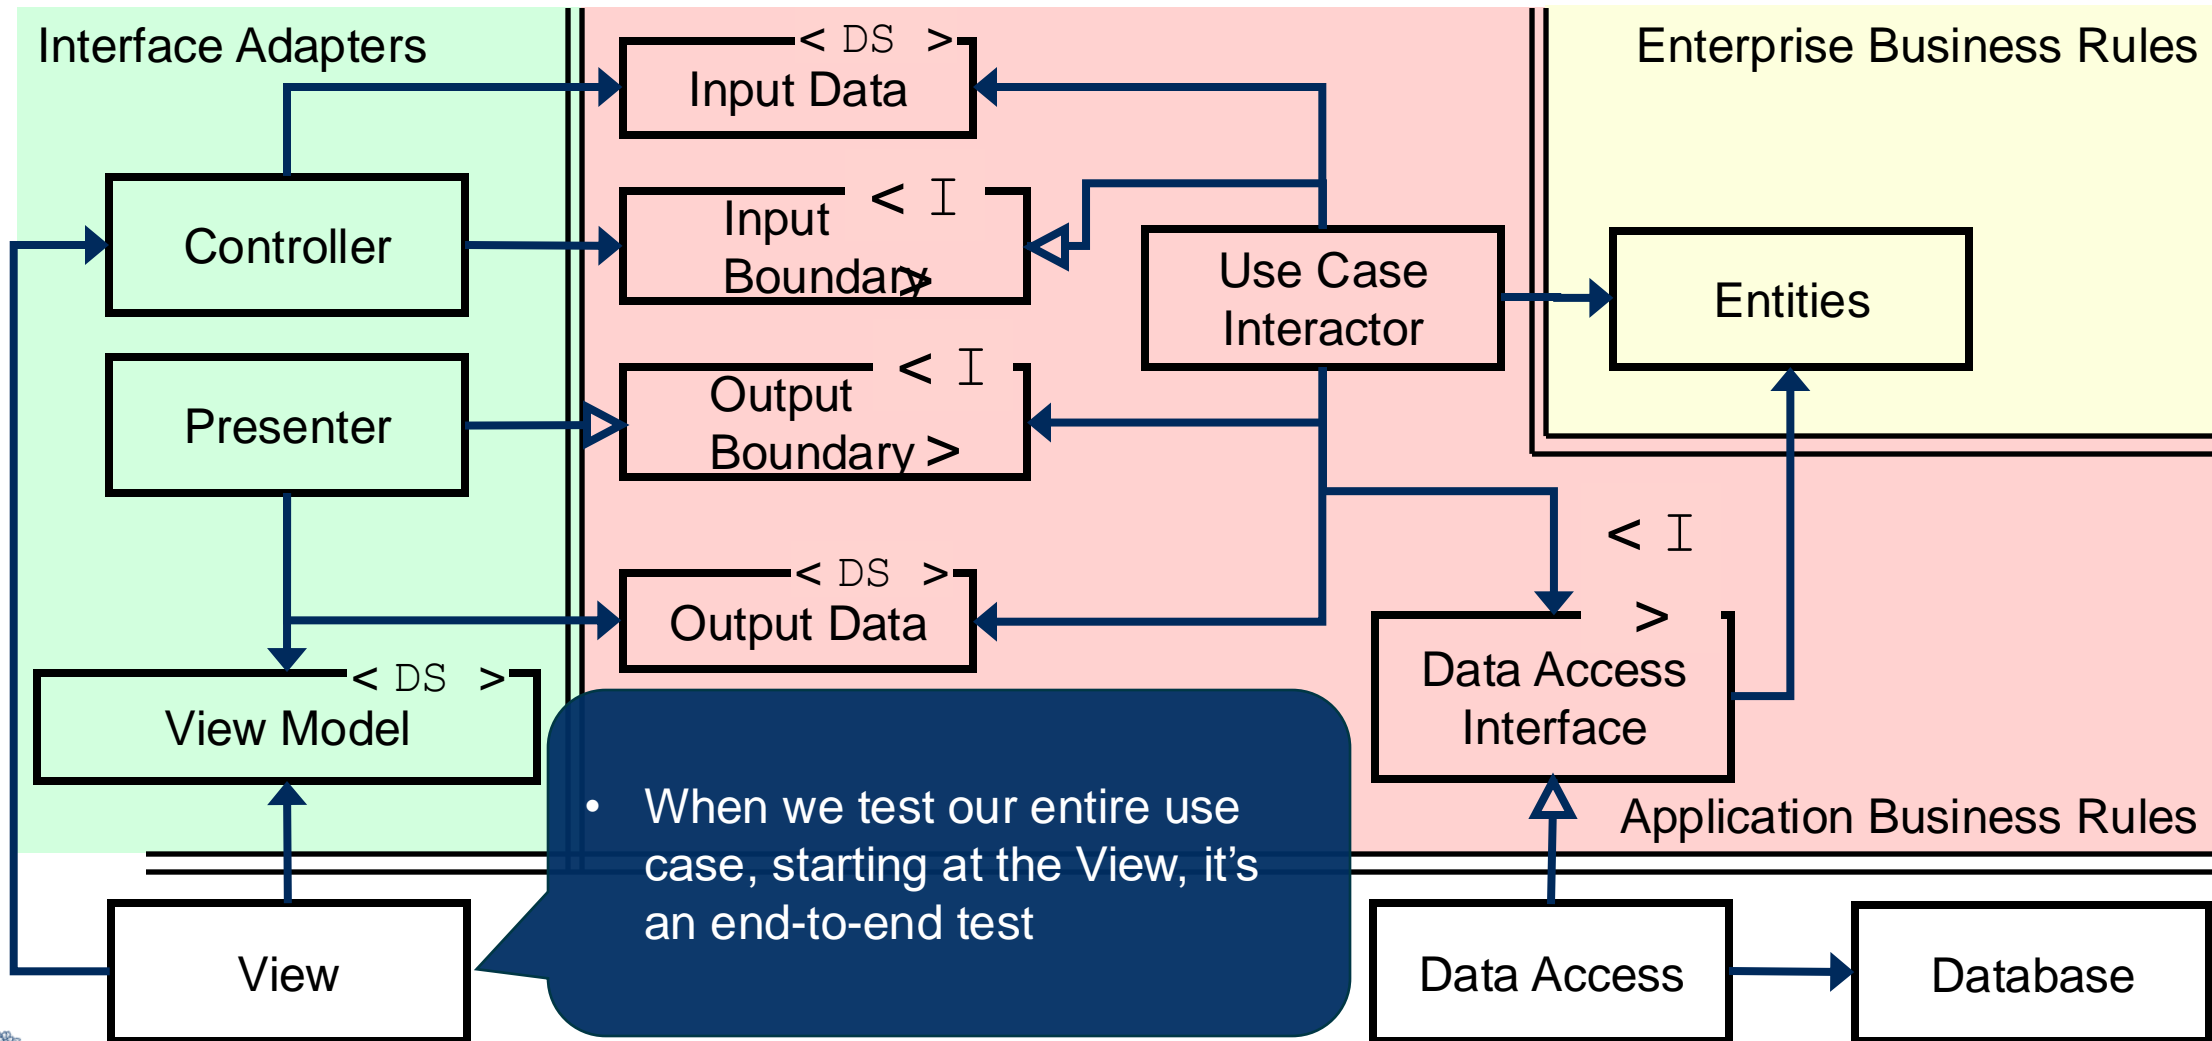 Interface Adapters
< DS >
Input Data
Enterprise Business Rules
Controller
< I
Input
Boundary
>
Use Case
Interactor
Entities
Presenter
< I
Output
Boundary >
< DS >
Output Data
< I
>
Data Access
Interface
< DS >
View Model
Application Business Rules
• When we test our entire use
case, starting at the View, it’s
an end-to-end test
View
Data Access
Database